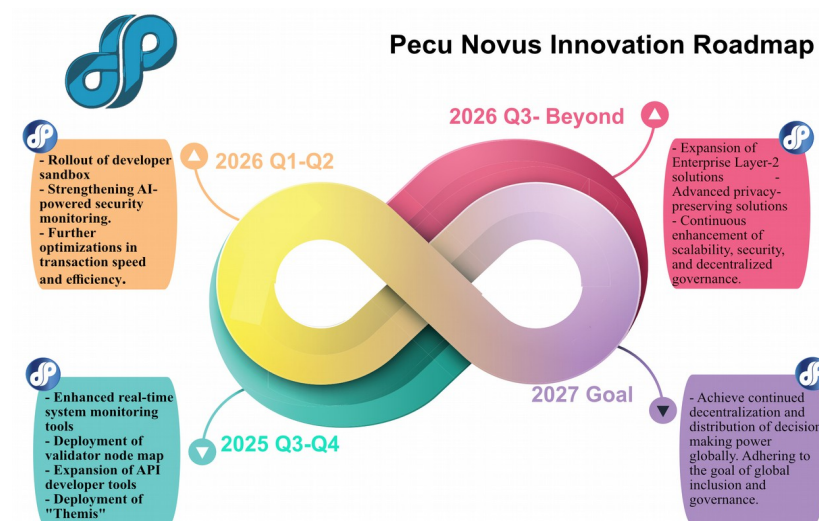 Pecu Novus Innovation Roadmap
2026 Q3- Beyond
2026 Q1-Q2
- Rollout of developer
sandbox
- Strengthening AI-
powered security
monitoring.
- Further
optimizations in
transaction speed
and efficiency.
- Expansion of
Enterprise Layer-2
solutions -
Advanced privacy-
preserving solutions
- Continuous
enhancement of
scalability, security,
and decentralized
governance.
- Enhanced real-time
system monitoring
tools
- Deployment of
validator node map
- Expansion of API
developer tools
- Deployment of
"Themis"
2025 Q3-Q4
2027 Goal
- Achieve continued
decentralization and
distribution of decision
making power
globally. Adhering to
the goal of global
inclusion and
governance.